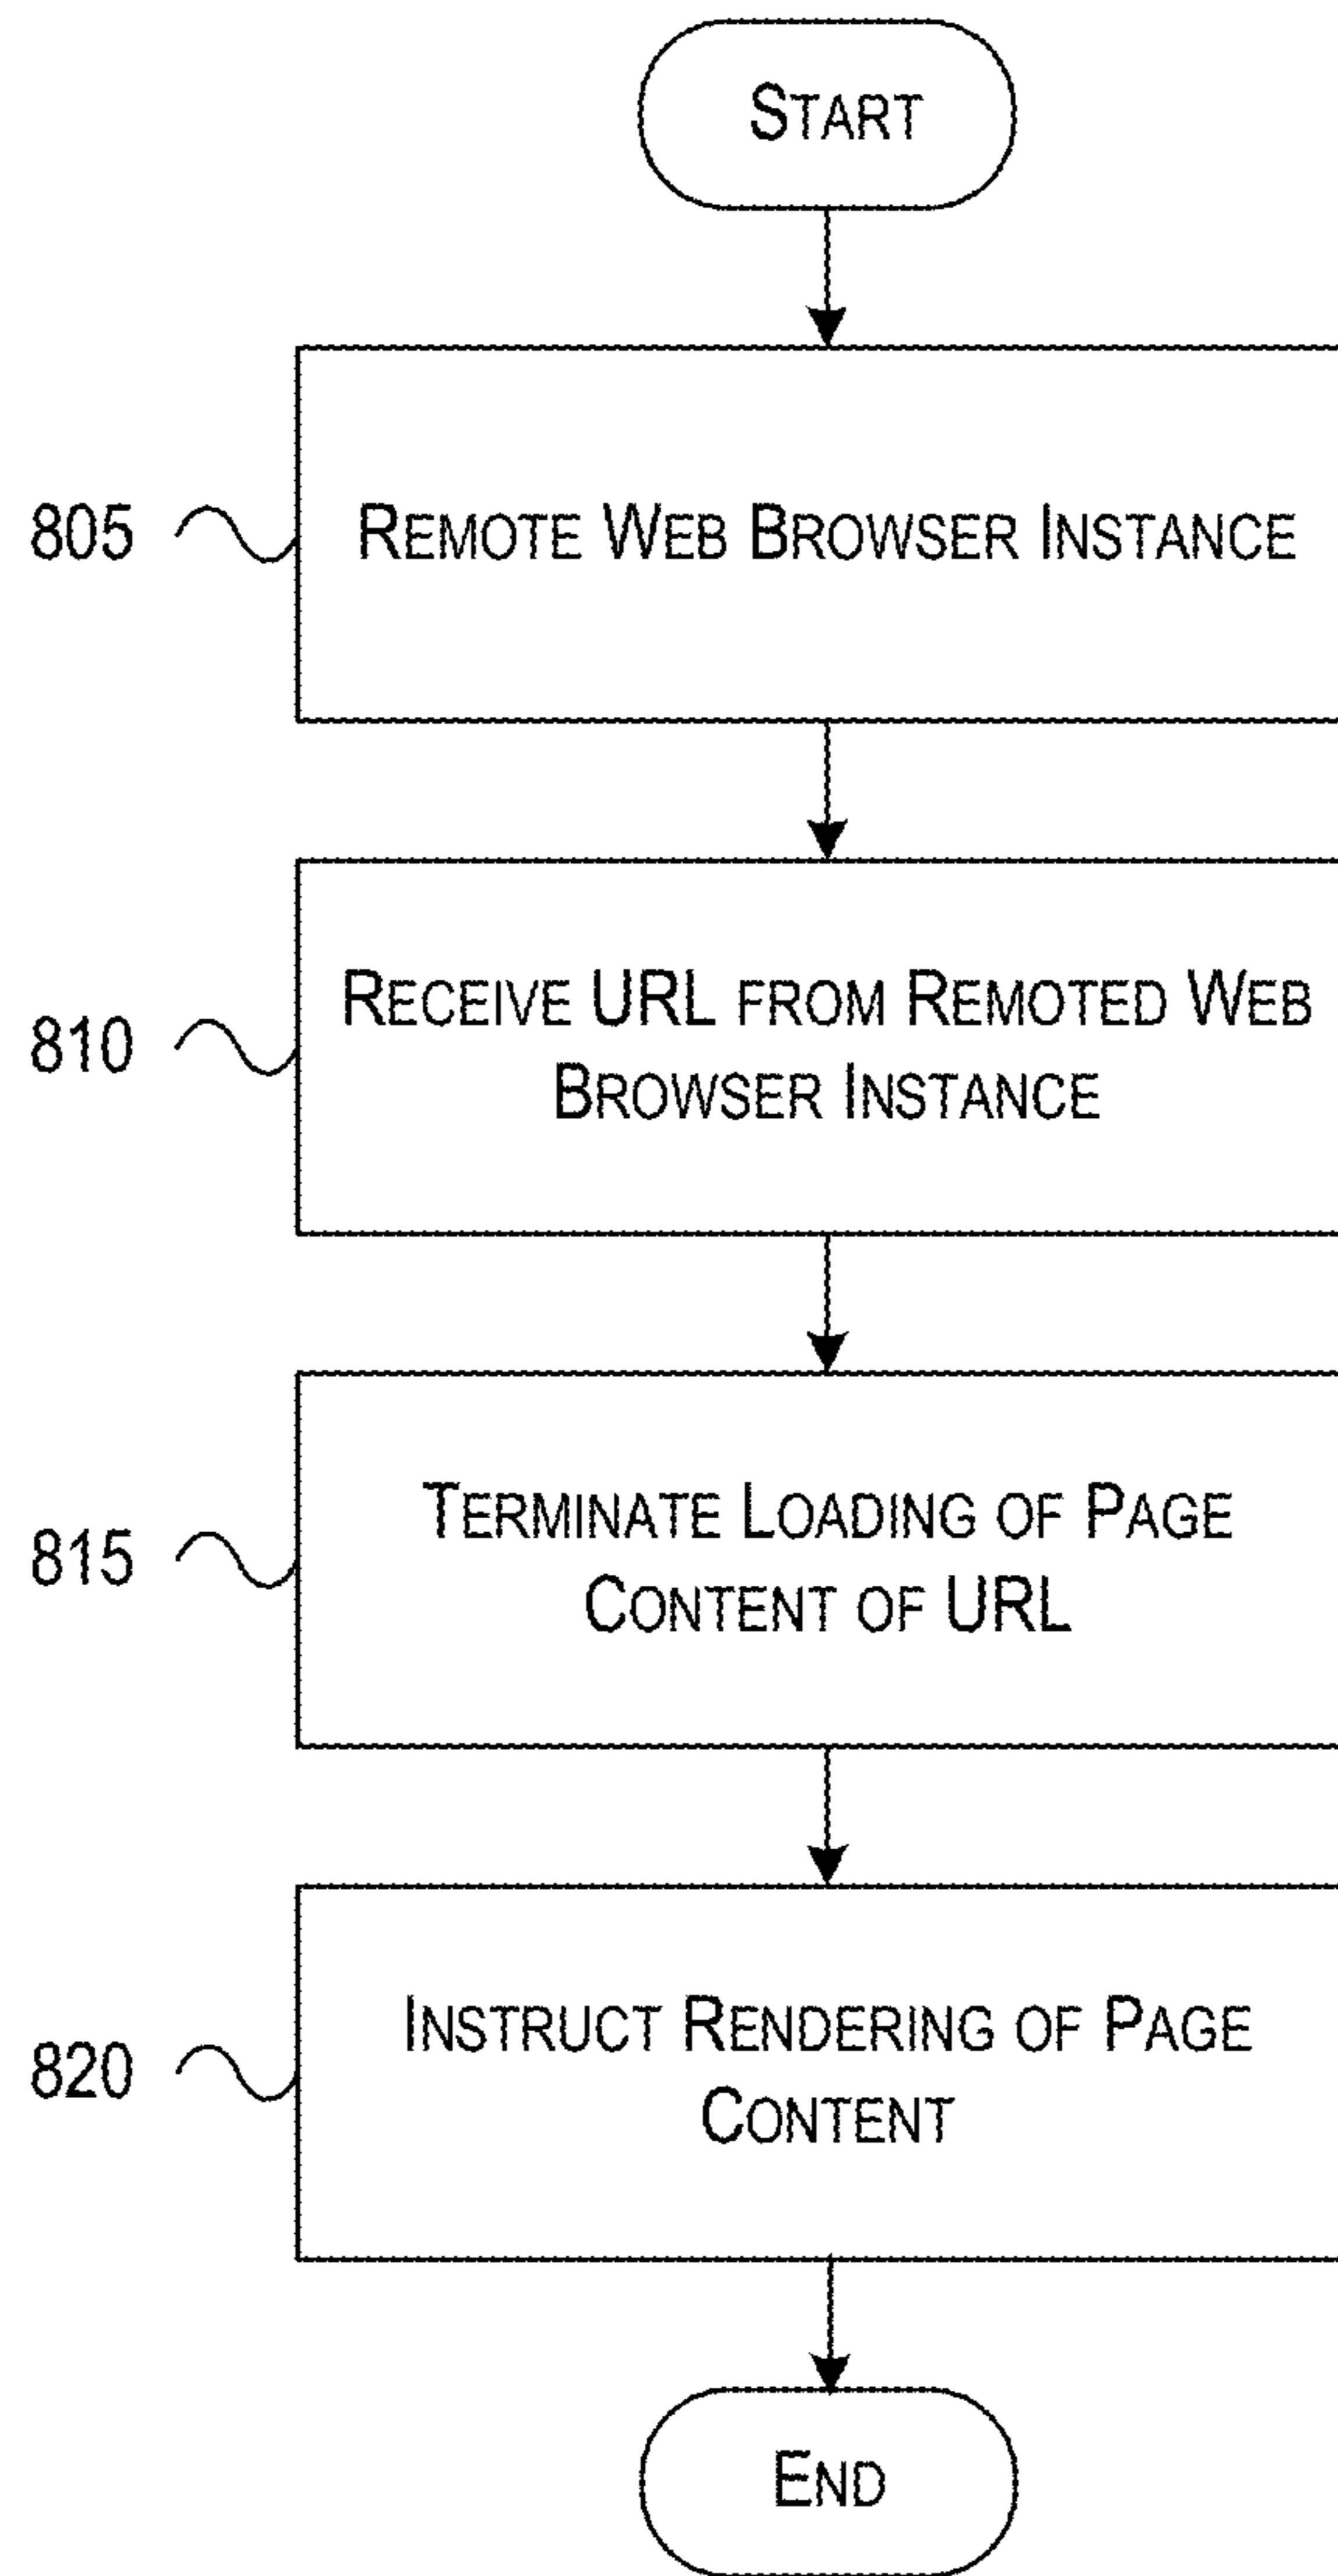 START
805 REMOTE WEB BROWSER INSTANCE
RECEIVE URL FROM REMOTED WEB
810
BROWSER INSTANCE
TERMINATE LOADING OF PAGE
815
CONTENT OF URL
INSTRUCT RENDERING OF PAGE
820
CONTENT
END